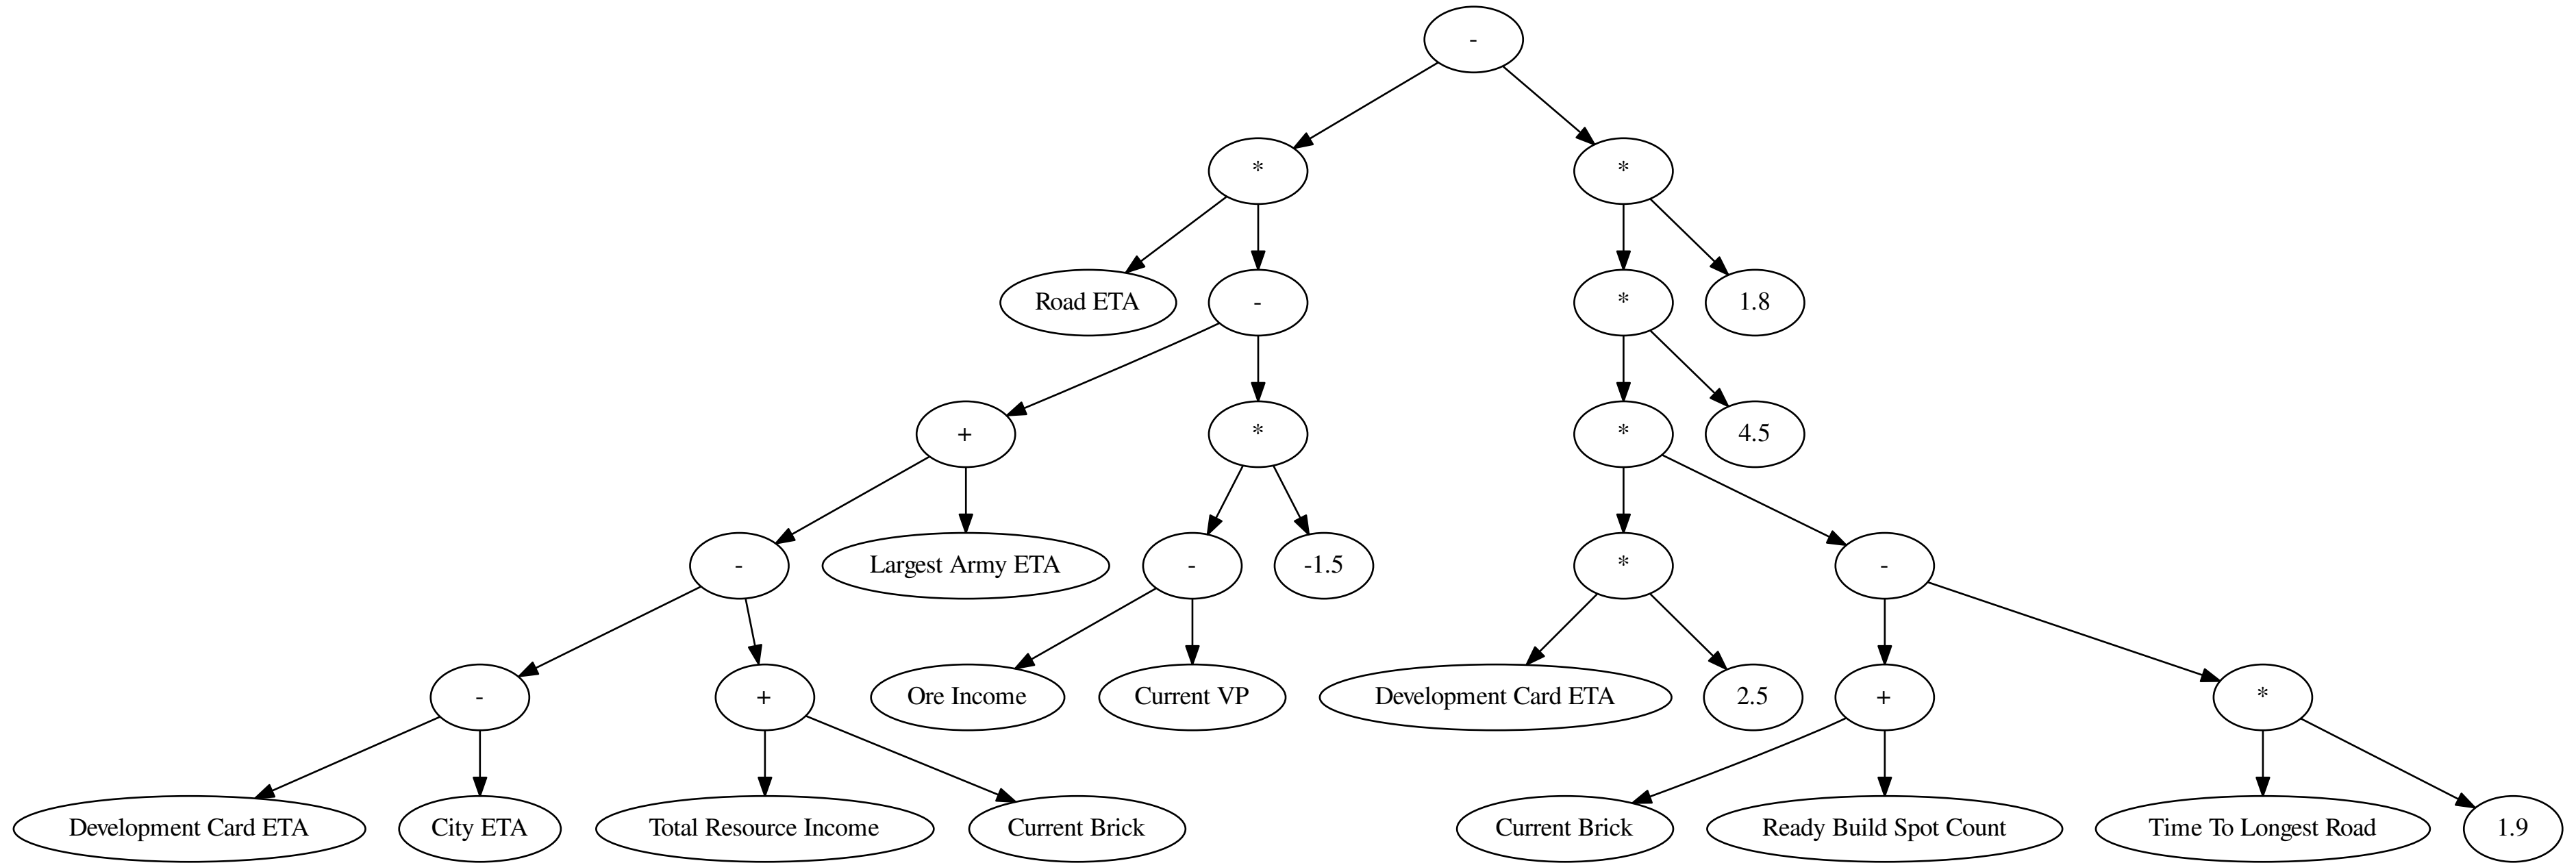 -
*
*
Road ETA
-
*
1.8
+
*
*
4.5
-
Largest Army ETA
-
-1.5
*
-
-
+
Ore Income
Current VP
Development Card ETA
2.5
+
*
Development Card ETA
City ETA
Total Resource Income
Current Brick
Current Brick
Ready Build Spot Count
Time To Longest Road
1.9